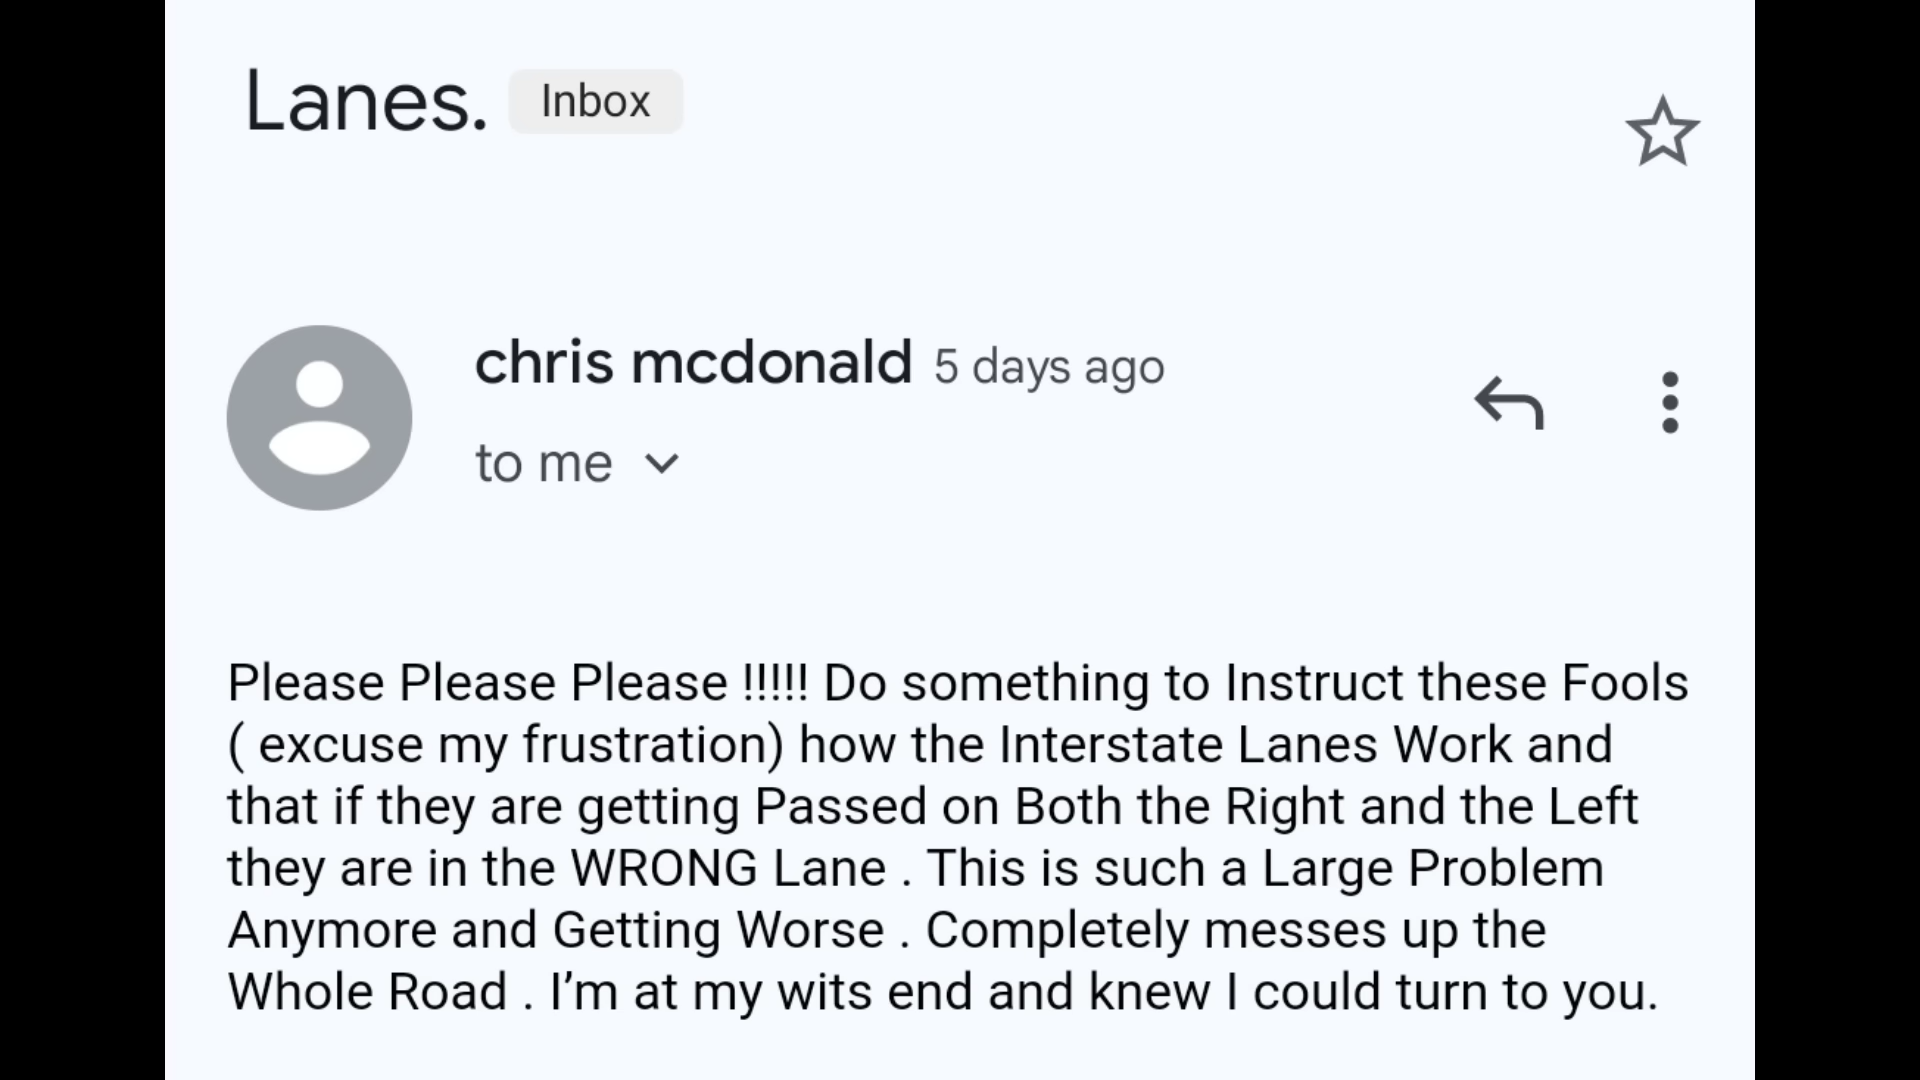 Lanes. Inbox
chris mcdonald 5 days ago
to me
Please Please Please !!!!! Do something to Instruct these Fools
( excuse my frustration) how the Interstate Lanes Work and
that if they are getting Passed on Both the Right and the Left
they are in the WRONG Lane . This is such a Large Problem
Anymore and Getting Worse . Completely messes up the
Whole Road . I’m at my wits end and knew I could turn to you.